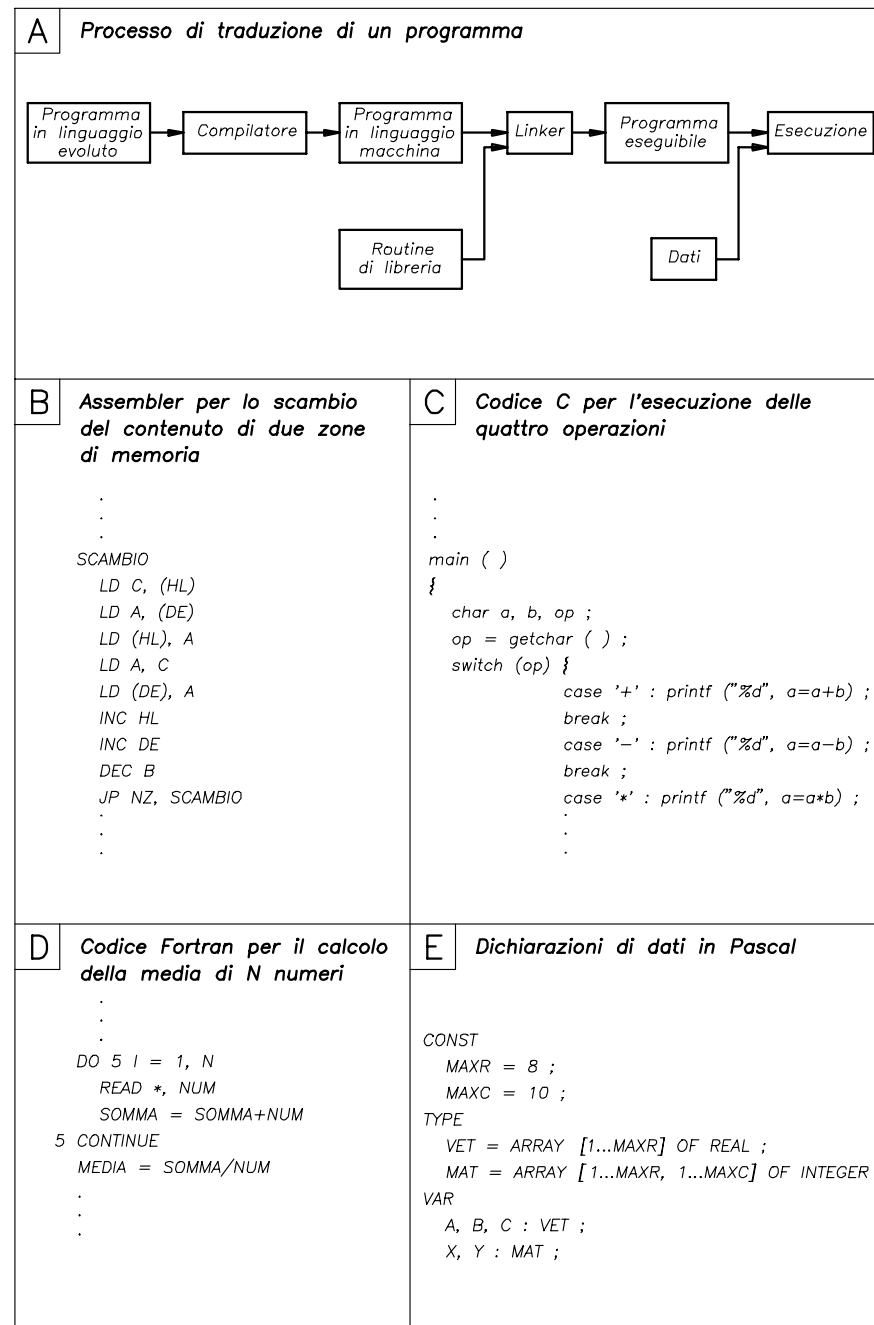 A
Processo di traduzione di un programma
Programma
in linguaggio
evoluto
Compilatore
Programma
in linguaggio
macchina
Linker
Programma
eseguibile
Esecuzione
Routine
di libreria
Dati
B
Assembler per lo scambio
del contenuto di due zone
di memoria
.
.
.
SCAMBIO
LD C, (HL)
LD A, (DE)
LD (HL), A
LD A, C
LD (DE), A
INC HL
INC DE
DEC B
JP NZ, SCAMBIO
.
.
.
C
Codice C per l'esecuzione delle
quattro operazioni
.
.
.
main ( )
{
char a, b, op ;
op = getchar ( ) ;
switch (op) {
case '+' : printf ("%d", a=a+b) ;
break ;
case '-' : printf ("%d", a=a-b) ;
break ;
case '*' : printf ("%d", a=a*b) ;
.
.
.
D
Codice Fortran per il calcolo
della media di N numeri
.
.
.
DO 5 I = 1, N
READ *, NUM
SOMMA = SOMMA+NUM
5 CONTINUE
MEDIA = SOMMA/NUM
.
.
.
E
Dichiarazioni di dati in Pascal
CONST
MAXR = 8 ;
MAXC = 10 ;
TYPE
VET = ARRAY [1...MAXR] OF REAL ;
MAT = ARRAY [1...MAXR, 1...MAXC] OF INTEGER
VAR
A, B, C : VET ;
X, Y : MAT ;